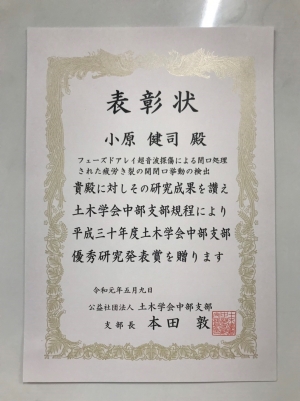 表彰状
小原 健司 殿
フェーズドアレイ超音波探傷による開口処理
された疲労き裂の開閉口挙動の検出
貴殿に対しその研究成果を讃え
土木学会中部支部規程により
平成三十年度土木学会中部支部
優秀研究発表賞を贈ります
令和元年五月九日
公益社団法人 土木学会中部支部
支部長 本田 敦